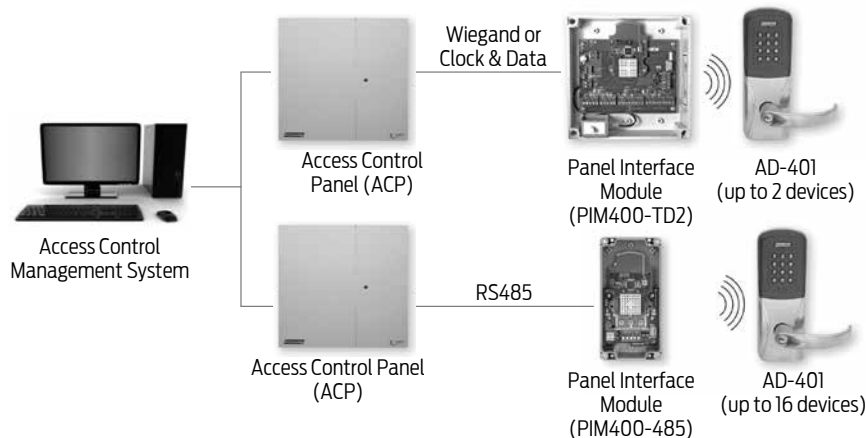 Wiegand or
Clock & Data
Access Control
Panel (ACP)
Panel Interface
Module
(PIM400-TD2)
AD-401
(up to 2 devices)
Access Control
Management System
RS485
Access Control Panel
(ACP)
Panel Interface
Module
(PIM400-485)
AD-401
(up to 16 devices)